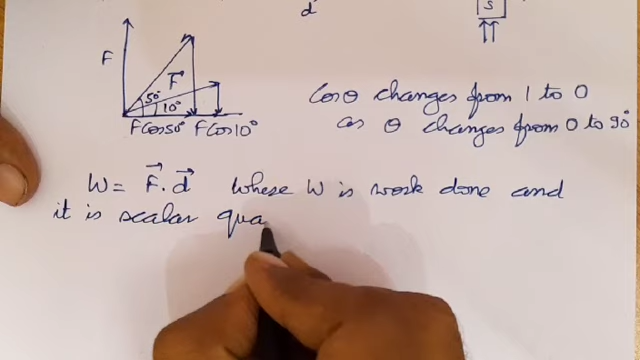 d
S
F
F
50°
10°
FCos50° FCos10°
Cosθ changes from 1 to 0
as θ changes from 0 to 90°
W = F.d where W is work done and
it is scalar qua